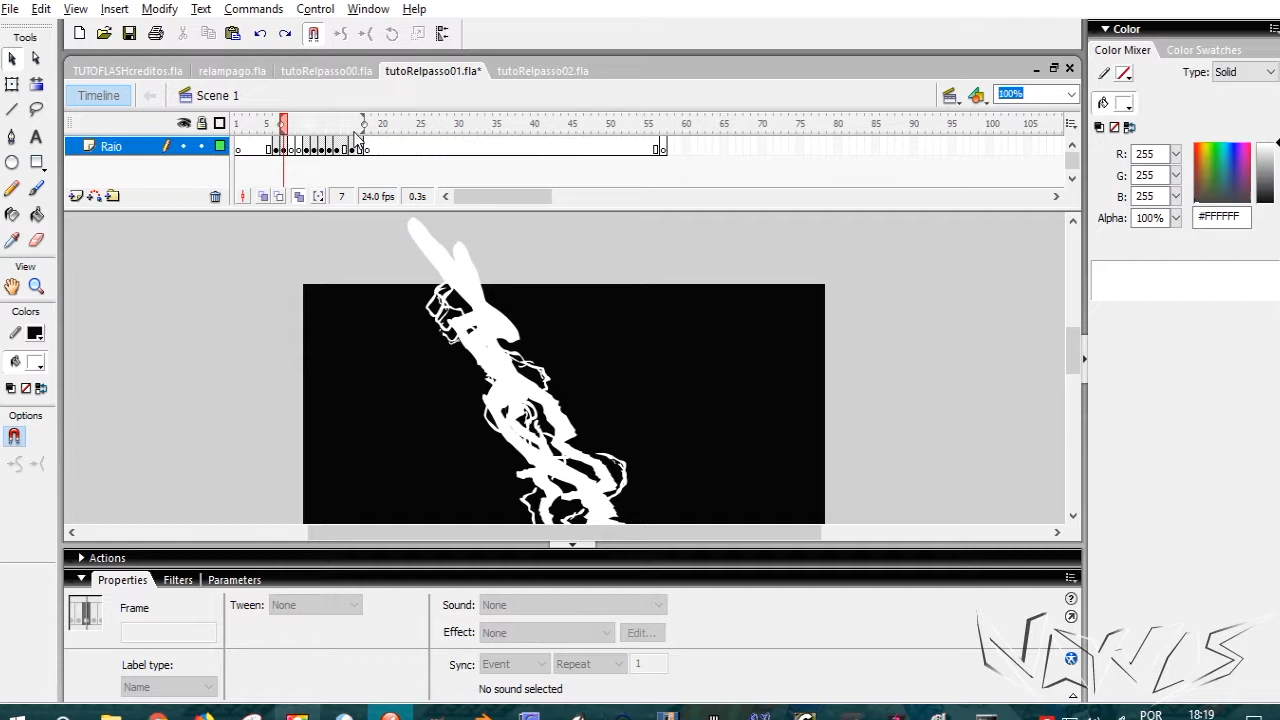 File Edit View Insert Modify Text Commands Control Window Help
Tools
TUTOFLASHcreditos.fla relampago.fla tutoRelpasso00.fla tutoRelpasso01.fla* tutoRelpasso02.fla
Timeline Scene 1 100%
1 5 20 25 30 35 40 45 50 55 60 65 70 75 80 85 90 95 100 105
Raio
7 24.0 fps 0.3s
View
Colors
Options
Color
Color Mixer Color Swatches
Type: Solid
R: 255
G: 255
B: 255
Alpha: 100% #FFFFFF
Actions
Properties Filters Parameters
Frame
Tween: None
Sound: None
Effect: None Edit...
Label type:
Name
Sync: Event Repeat 1
No sound selected
POR 18:19